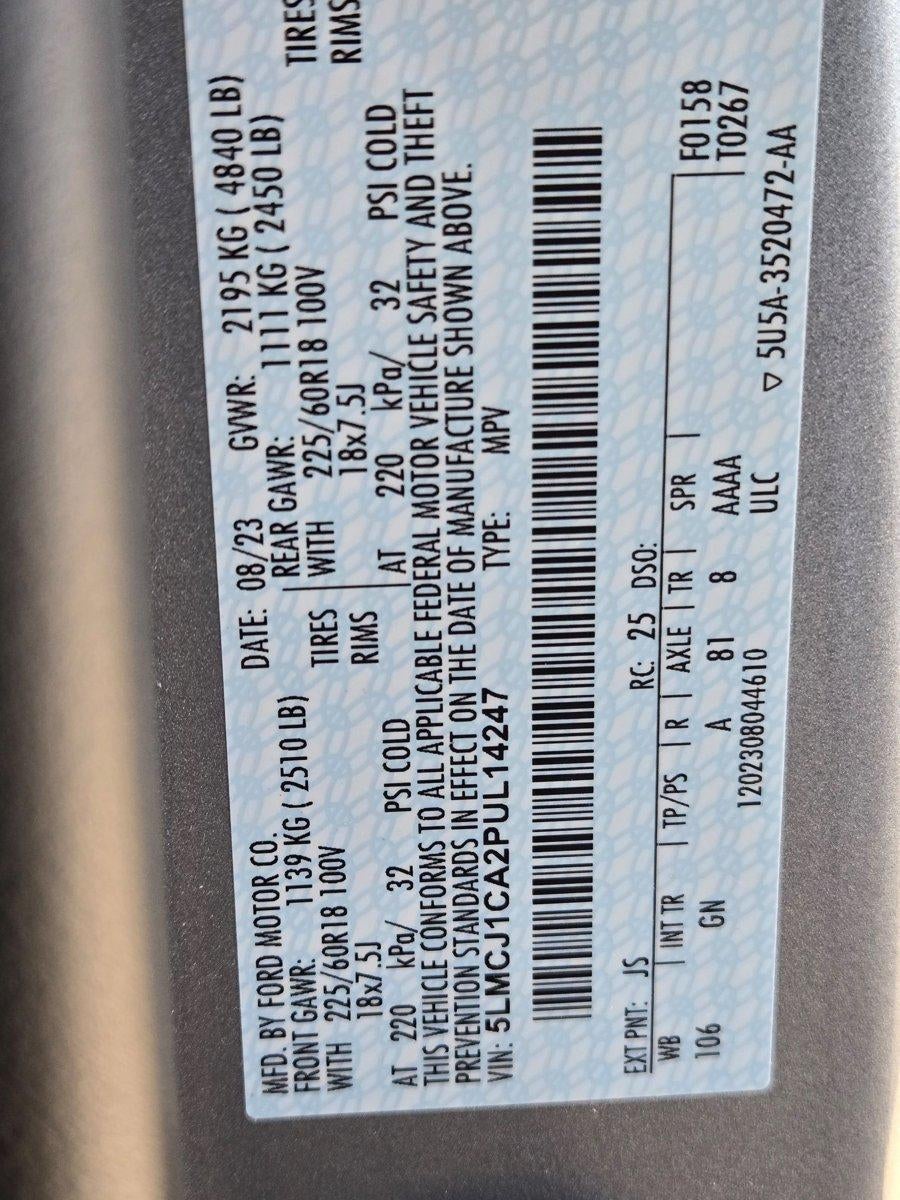 MFD. BY FORD MOTOR CO. DATE: 08/23 GVWR: 2195 KG ( 4840 LB)
FRONT GAWR: 1139 KG ( 2510 LB) REAR GAWR: 1111 KG ( 2450 LB)
WITH 225/60R18 100V TIRES WITH 225/60R18 100V TIRES
18x7.5J RIMS 18x7.5J RIMS
AT 220 kPa/ 32 PSI COLD AT 220 kPa/ 32 PSI COLD
THIS VEHICLE CONFORMS TO ALL APPLICABLE FEDERAL MOTOR VEHICLE SAFETY AND THEFT
PREVENTION STANDARDS IN EFFECT ON THE DATE OF MANUFACTURE SHOWN ABOVE.
VIN: 5LMCJ1CA2PUL14247 TYPE: MPV
EXT PNT: JS RC: 25 DSO:
WB INT TR TP/PS R AXLE TR SPR F0158
106 GN A 81 8 AAAA T0267
1202308044610 ULC ▽ 5U5A-3520472-AA